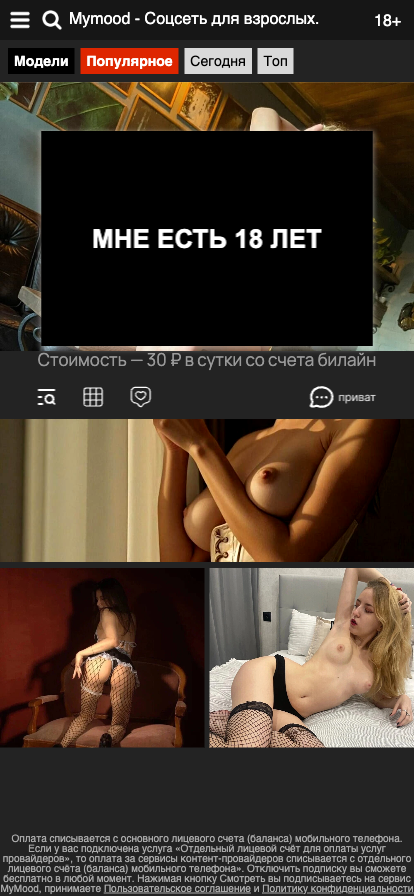 Mymood - Соцсеть для взрослых.
18+
Модели
Популярное
Сегодня
Топ
МНЕ ЕСТЬ 18 ЛЕТ
Стоимость — 30 ₽ в сутки со счета билайн
приват
Оплата списывается с основного лицевого счета (баланса) мобильного телефона.
Если у вас подключена услуга «Отдельный лицевой счёт для оплаты услуг
провайдеров», то оплата за сервисы контент-провайдеров списывается с отдельного
лицевого счёта (баланса) мобильного телефона». Отключить подписку вы сможете
бесплатно в любой момент. Нажимая кнопку Смотреть вы подписываетесь на сервис
MyMood, принимаете Пользовательское соглашение и Политику конфиденциальности